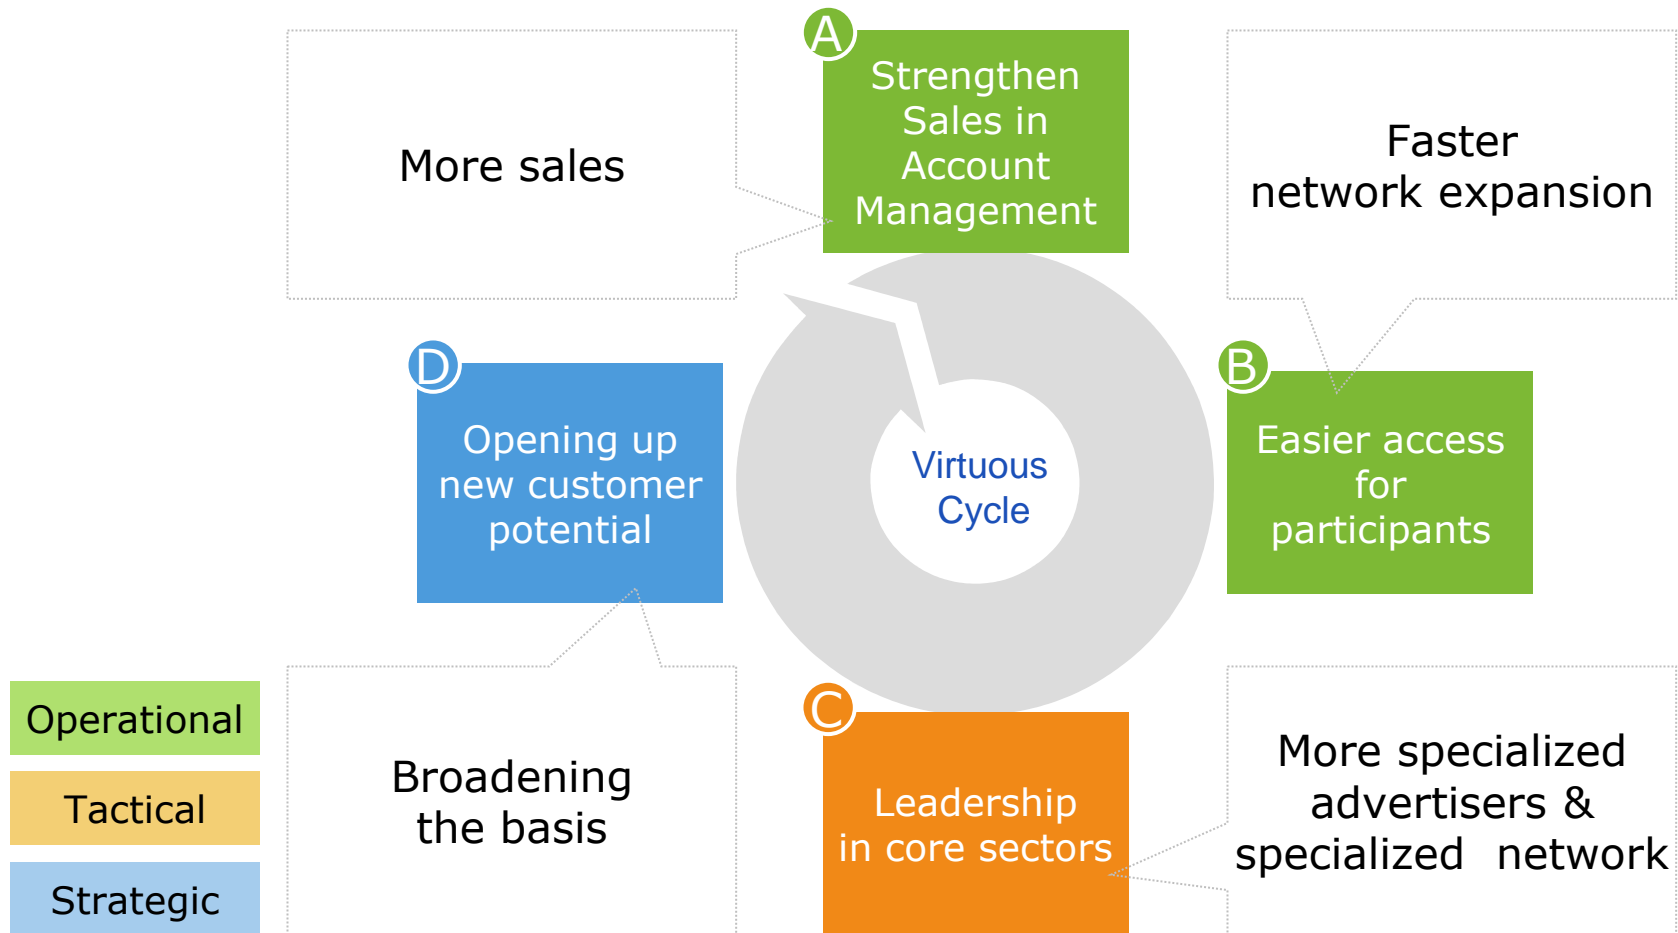 A
Strengthen
Sales in
Account
Management
More sales
Faster
network expansion
D
Opening up
new customer
potential
Virtuous
Cycle
B
Easier access
for
participants
Operational
Tactical
Strategic
Broadening
the basis
C
Leadership
in core sectors
More specialized
advertisers &
specialized network